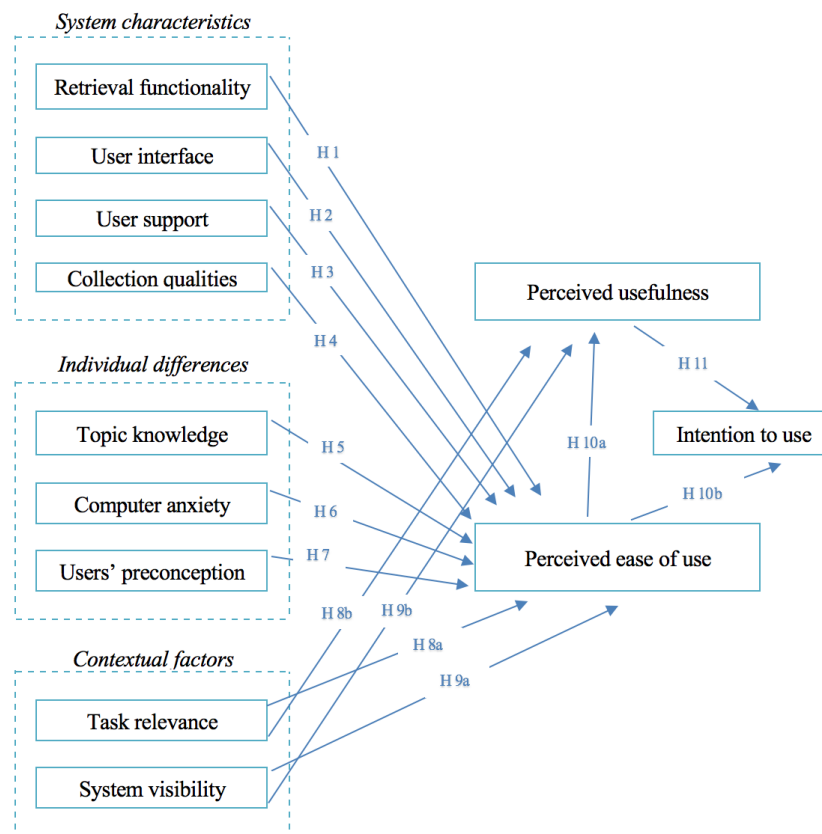 System characteristics
Retrieval functionality
User interface
User support
Collection qualities
H 1
H 2
H 3
H 4
Perceived usefulness
Individual differences
Topic knowledge
Computer anxiety
Users’ preconception
H 5
H 6
H 7
H 11
Intention to use
H 10a
H 10b
Perceived ease of use
H 8b
H 9b
H 8a
H 9a
Contextual factors
Task relevance
System visibility